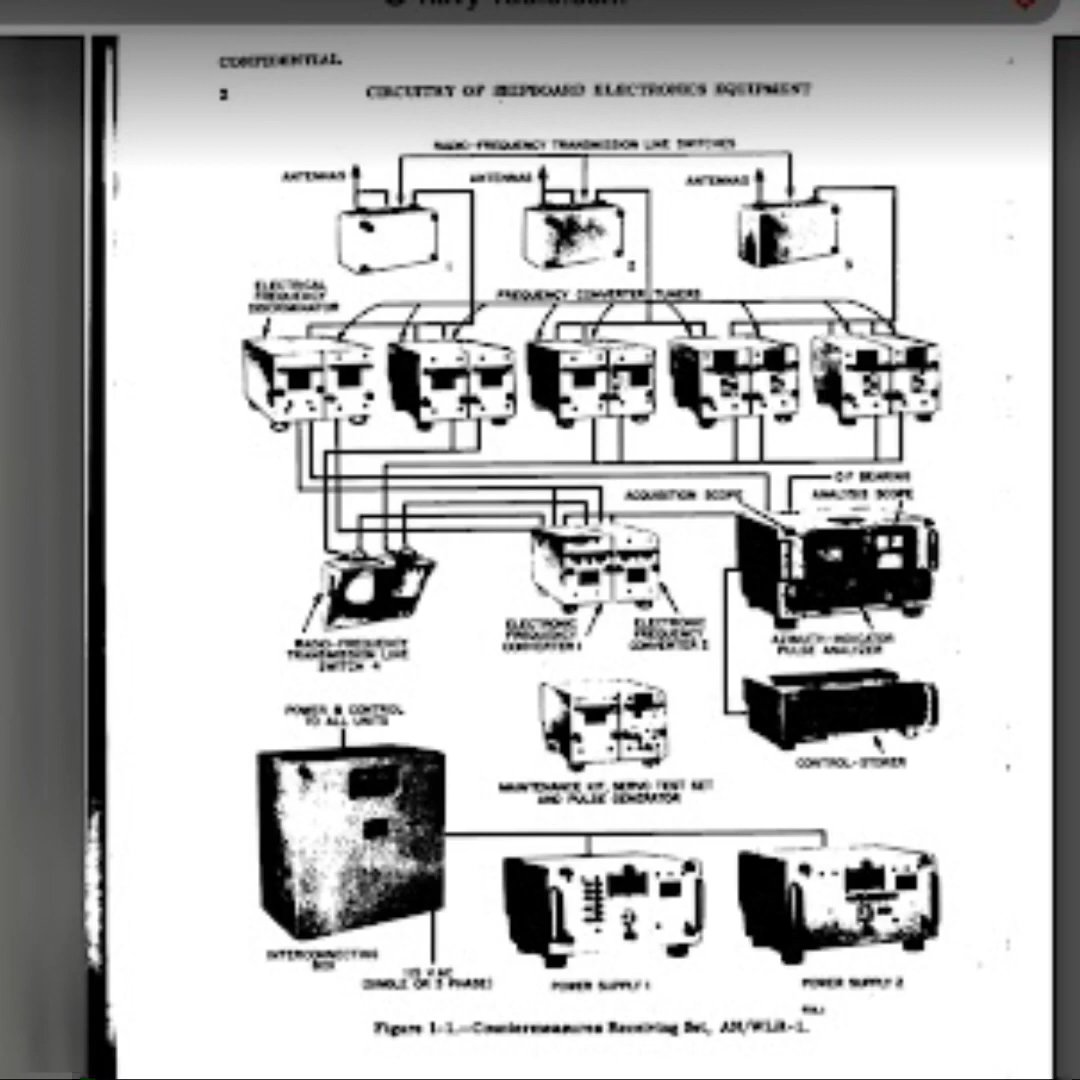 CONFIDENTIAL
2
CIRCUITRY OF SHIPBOARD ELECTRONICS EQUIPMENT
RADIO-FREQUENCY TRANSMISSION LINE SWITCHES
ANTENNAS
ANTENNAS
ANTENNAS
1
2
3
ELECTRICAL
FREQUENCY
DISCRIMINATOR
FREQUENCY CONVERTER TUNERS
DF BEARING
ACQUISITION SCOPE
ANALYSIS SCOPE
RADIO-FREQUENCY
TRANSMISSION LINE
SWITCH 4
ELECTRONIC
FREQUENCY
CONVERTER 1
ELECTRONIC
FREQUENCY
CONVERTER 2
AZIMUTH-INDICATOR
PULSE ANALYZER
POWER & CONTROL
TO ALL UNITS
CONTROL-STORER
MAINTENANCE KIT, SERVO TEST SET
AND PULSE GENERATOR
INTERCONNECTING
BOX
115 VAC
(SINGLE OR 3 PHASE)
POWER SUPPLY 1
POWER SUPPLY 2
Figure 1-1.—Countermeasures Receiving Set, AN/WLR-1.